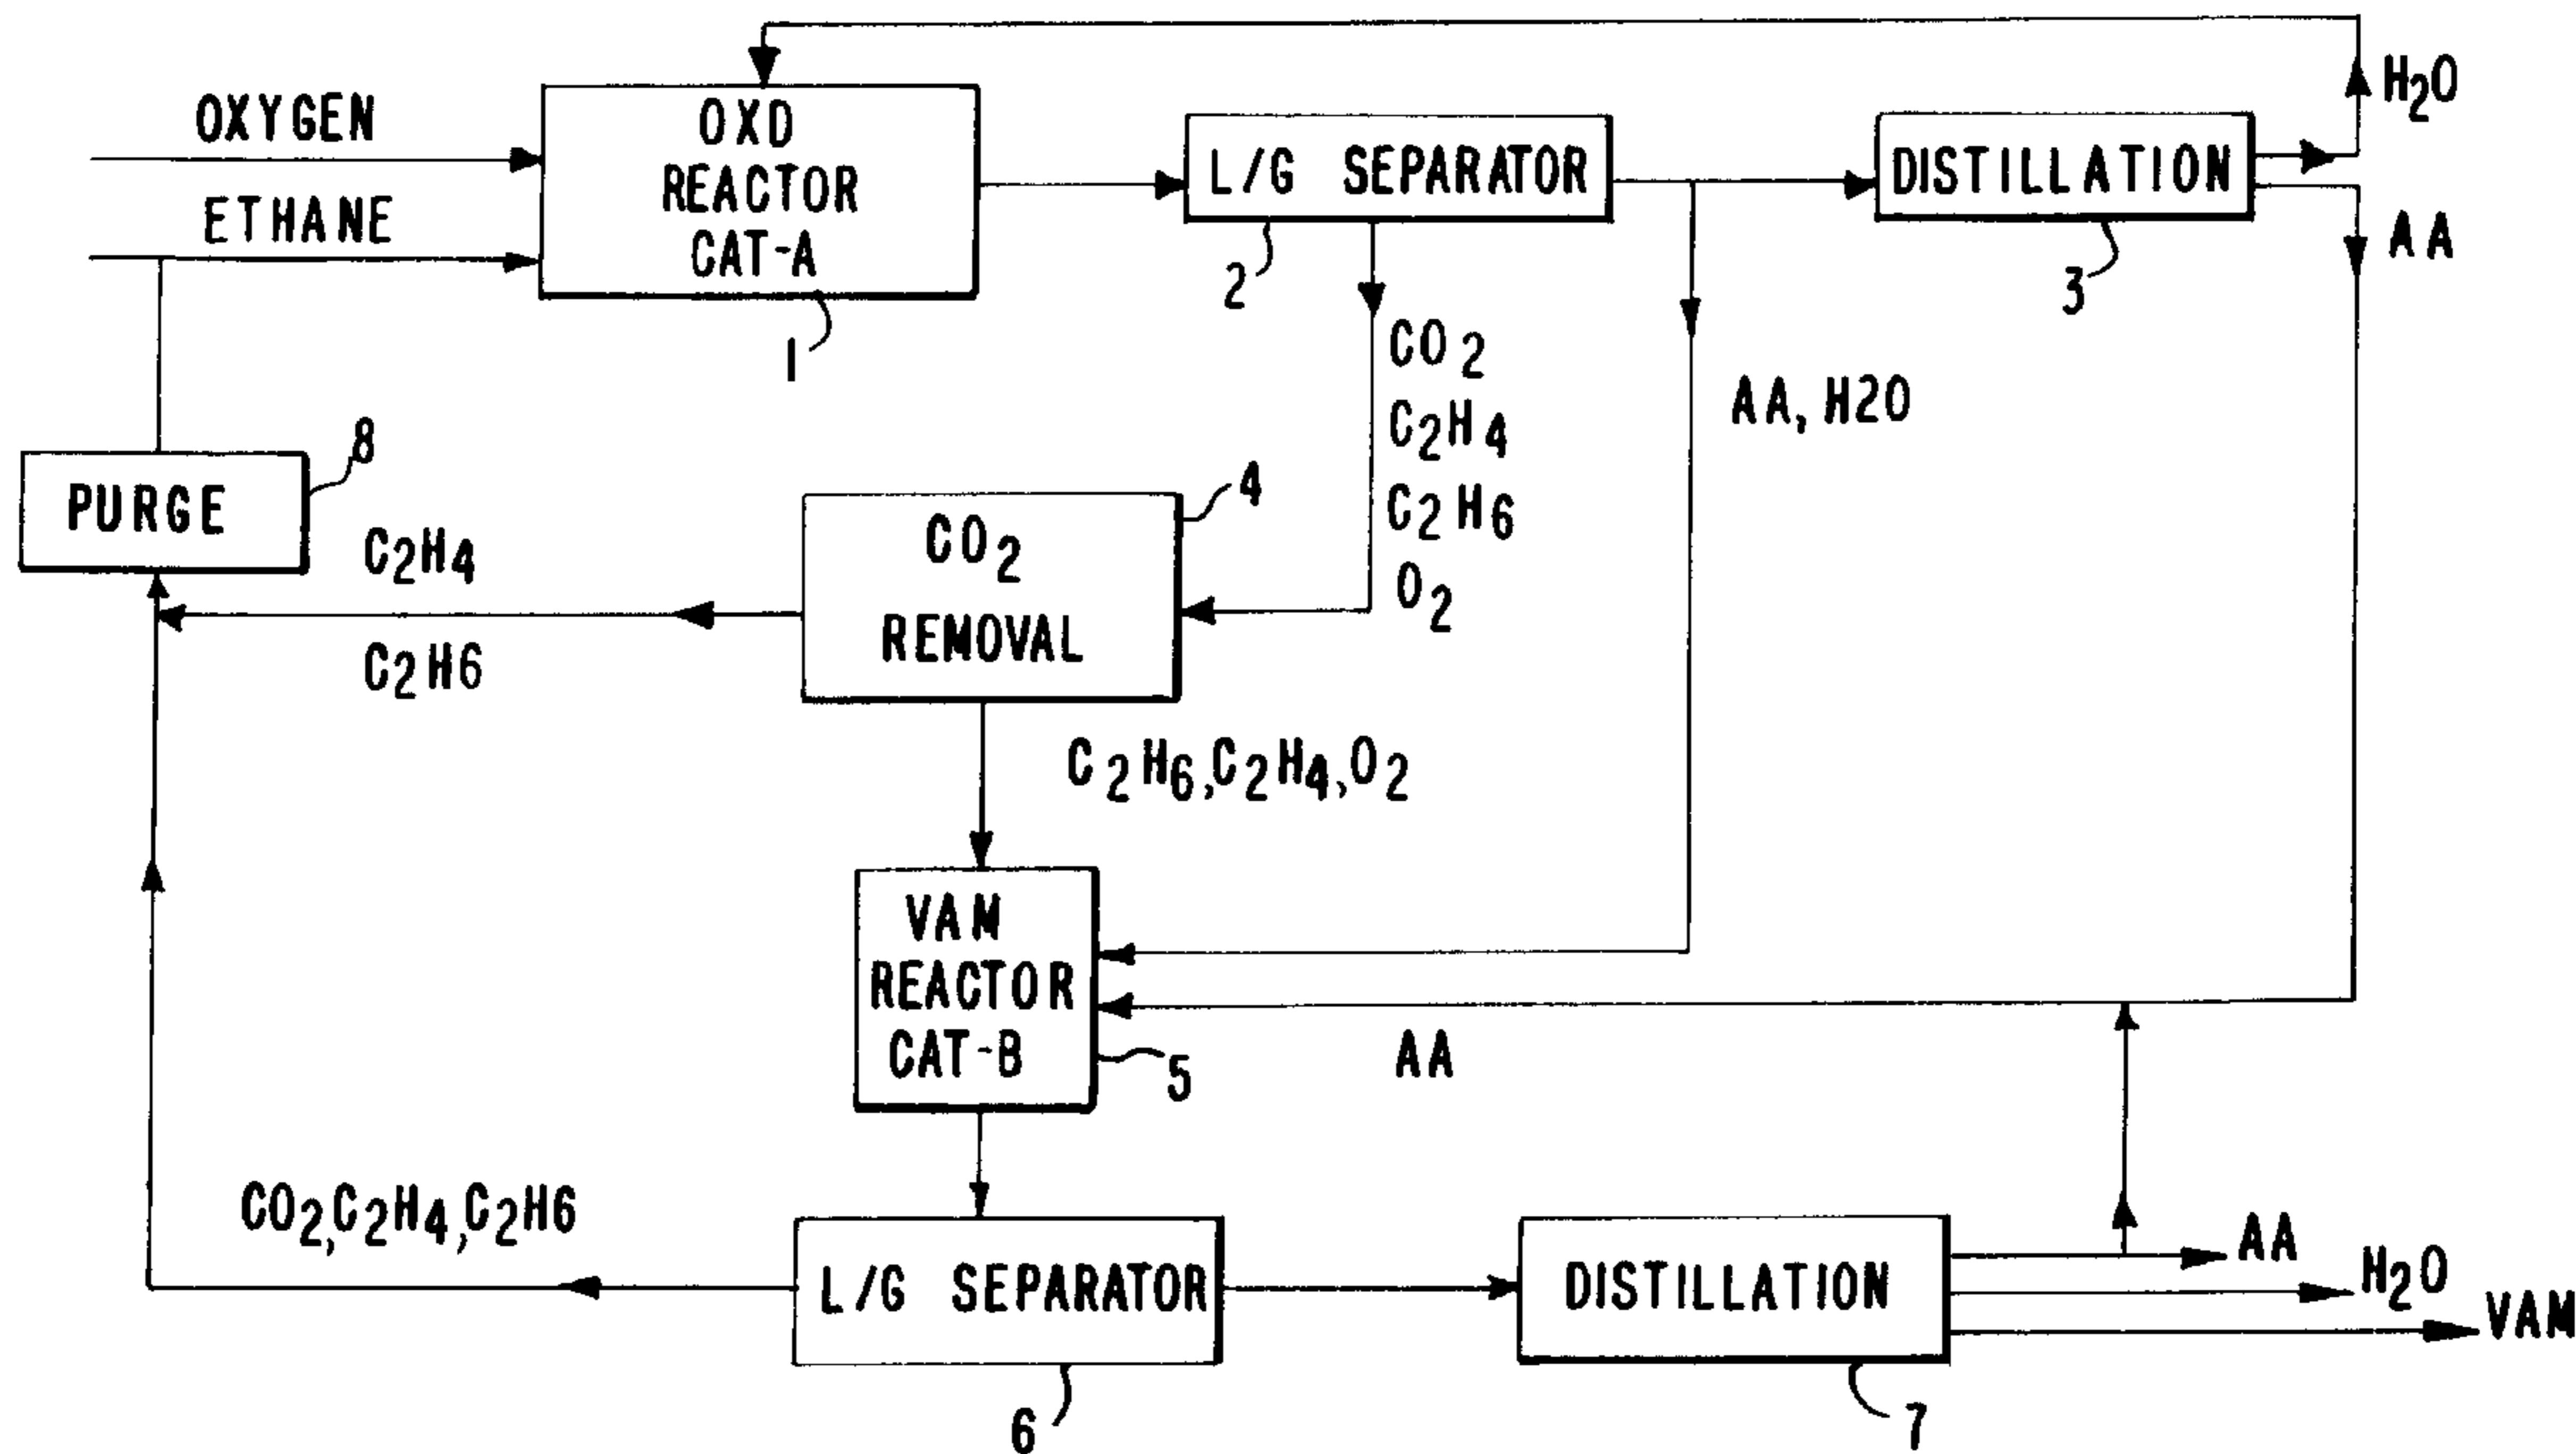 OXYGEN
ETHANE
OXD
REACTOR
CAT-A
1
L/G SEPARATOR
2
DISTILLATION
3
H2O
AA
CO2
C2H4
C2H6
O2
AA, H2O
PURGE
8
C2H4
C2H6
CO2
REMOVAL
4
C2H6,C2H4,O2
VAM
REACTOR
CAT-B
5
AA
CO2,C2H4,C2H6
L/G SEPARATOR
6
DISTILLATION
7
AA
H2O
VAM